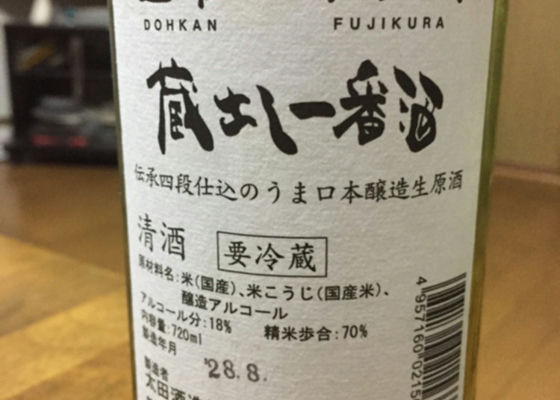 DOHKAN FUJIKURA
蔵出し一番酒
伝承四段仕込のうま口本醸造生原酒
清酒 要冷蔵
原材料名:米(国産)、米こうじ(国産米)、
醸造アルコール
アルコール分:18% 精米歩合:70%
内容量:720ml
製造年月 '28.8.
製造者
太田酒造
4 957160 0215